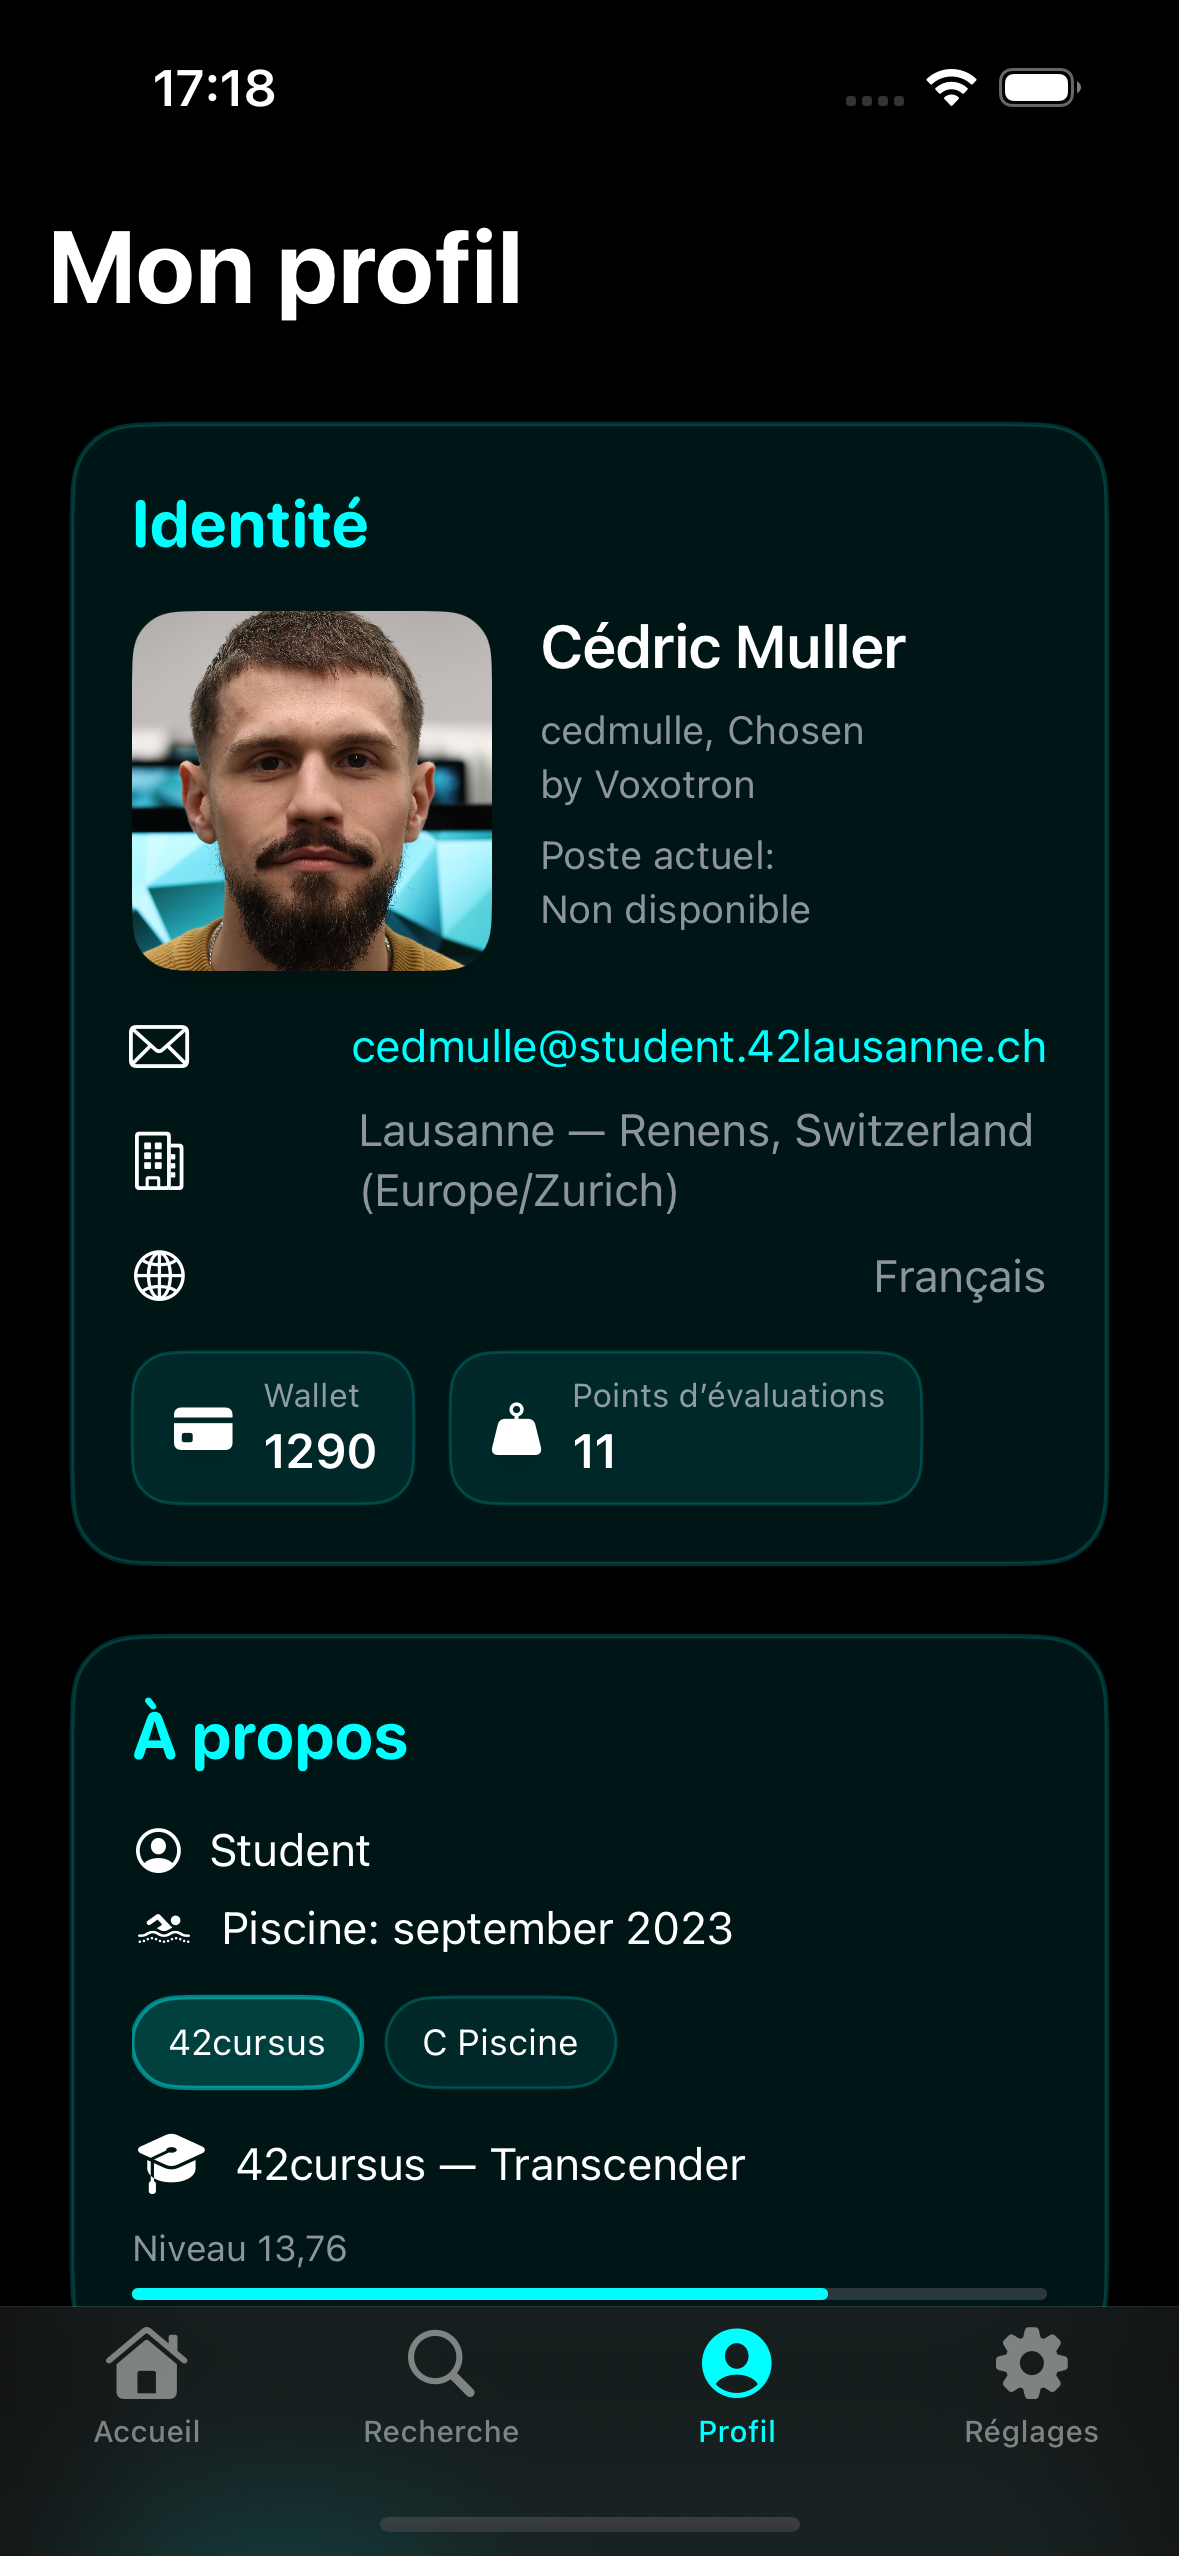 17:18
Mon profil
Identité
Cédric Muller
cedmulle, Chosen
by Voxotron
Poste actuel:
Non disponible
cedmulle@student.42lausanne.ch
Lausanne — Renens, Switzerland
(Europe/Zurich)
Français
Wallet
1290
Points d’évaluations
11
À propos
Student
Piscine: september 2023
42cursus
C Piscine
42cursus — Transcender
Niveau 13,76
Accueil
Recherche
Profil
Réglages